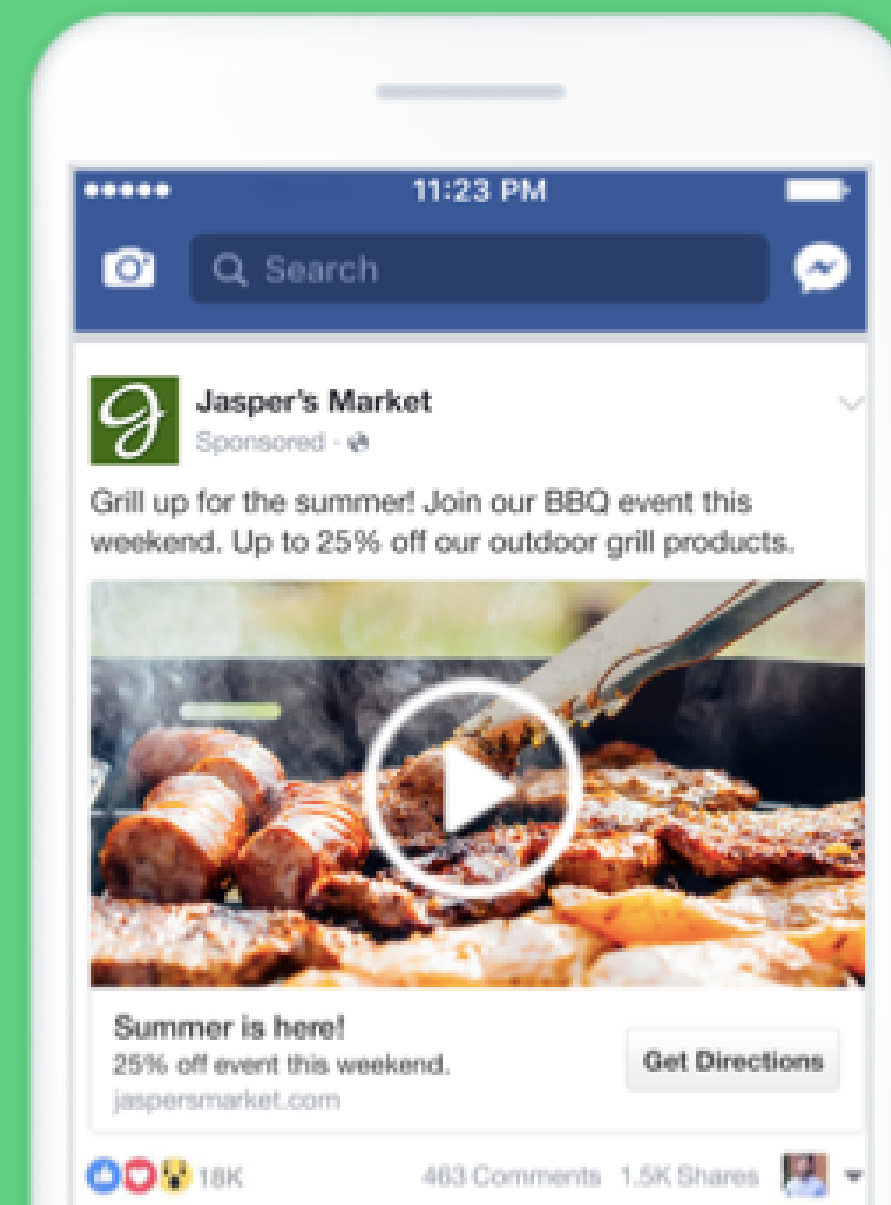 11:23 PM
Search
Jasper's Market
Sponsored ·
Grill up for the summer! Join our BBQ event this
weekend. Up to 25% off our outdoor grill products.
Summer is here!
25% off event this weekend.
Get Directions
jaspersmarket.com
18K
463 Comments 1.5K Shares